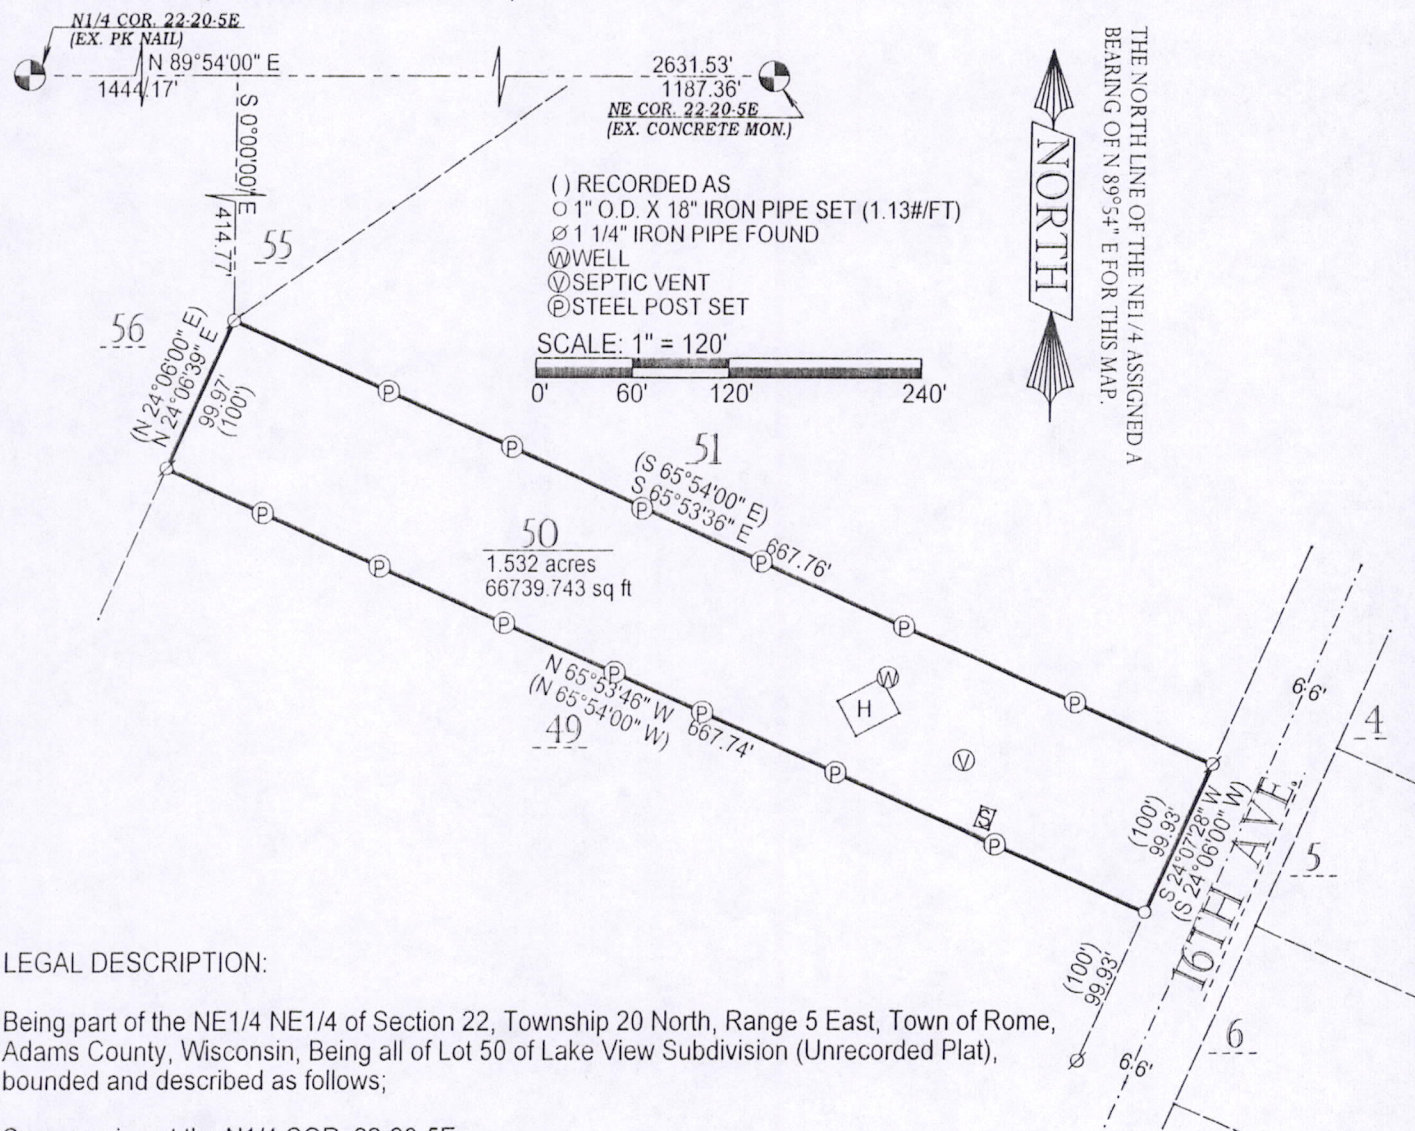 N1/4 COR. 22-20-5E
(EX. PK NAIL)
N 89°54'00" E
1444.17'
2631.53'
1187.36'
NE COR. 22-20-5E
(EX. CONCRETE MON.)
S 0°00'00" E
414.77'
THE NORTH LINE OF THE NE1/4 ASSIGNED A
BEARING OF N 89°54" E FOR THIS MAP.
NORTH
( ) RECORDED AS
1" O.D. X 18" IRON PIPE SET (1.13#/FT)
1 1/4" IRON PIPE FOUND
W WELL
V SEPTIC VENT
P STEEL POST SET
SCALE: 1" = 120'
0' 60' 120' 240'
55
56
(N 24°06'00" E)
N 24°06'39" E
99.97'
(100')
P
P
51
(S 65°54'00" E)
S 65°53'36" E
667.76'
P
P
P
P
50
1.532 acres
66739.743 sq ft
P
P
P
P
P
P
P
N 65°53'46" W
(N 65°54'00" W)
667.74'
49
W
H
V
S
(100')
99.93'
S 24°07'28" W
(S 24°06'00" W)
16TH AVE.
66'
4
5
6
(100')
99.93'
66'
LEGAL DESCRIPTION:
Being part of the NE1/4 NE1/4 of Section 22, Township 20 North, Range 5 East, Town of Rome,
Adams County, Wisconsin, Being all of Lot 50 of Lake View Subdivision (Unrecorded Plat),
bounded and described as follows;